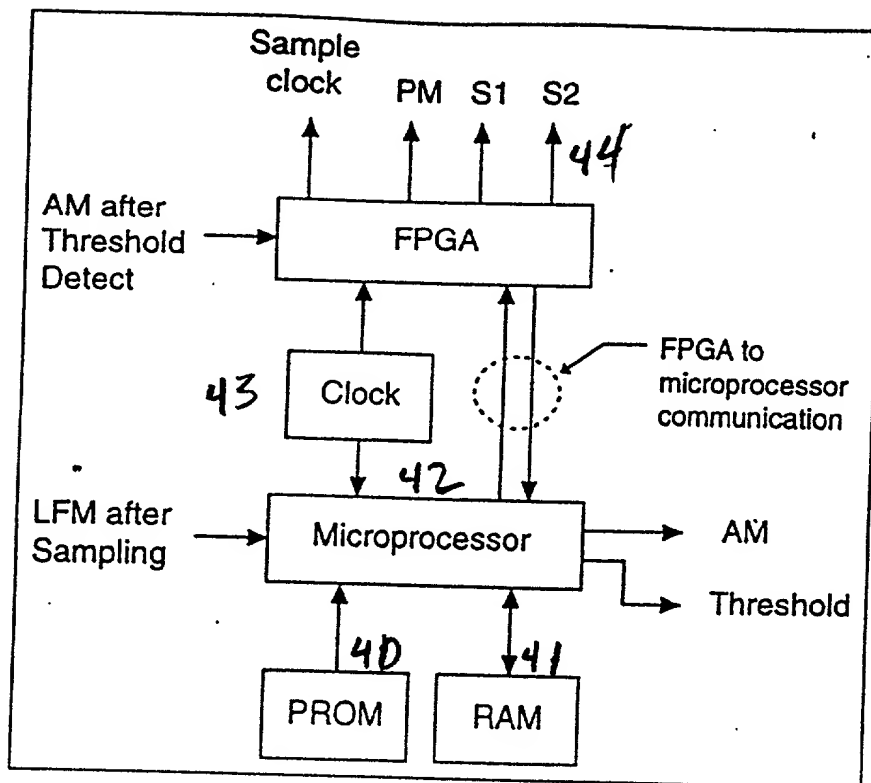 Sample
clock
PM S1 S2
44
AM after
Threshold
Detect
FPGA
FPGA to
microprocessor
communication
43
Clock
42
LFM after
Sampling
Microprocessor
AM
Threshold
40
41
PROM
RAM